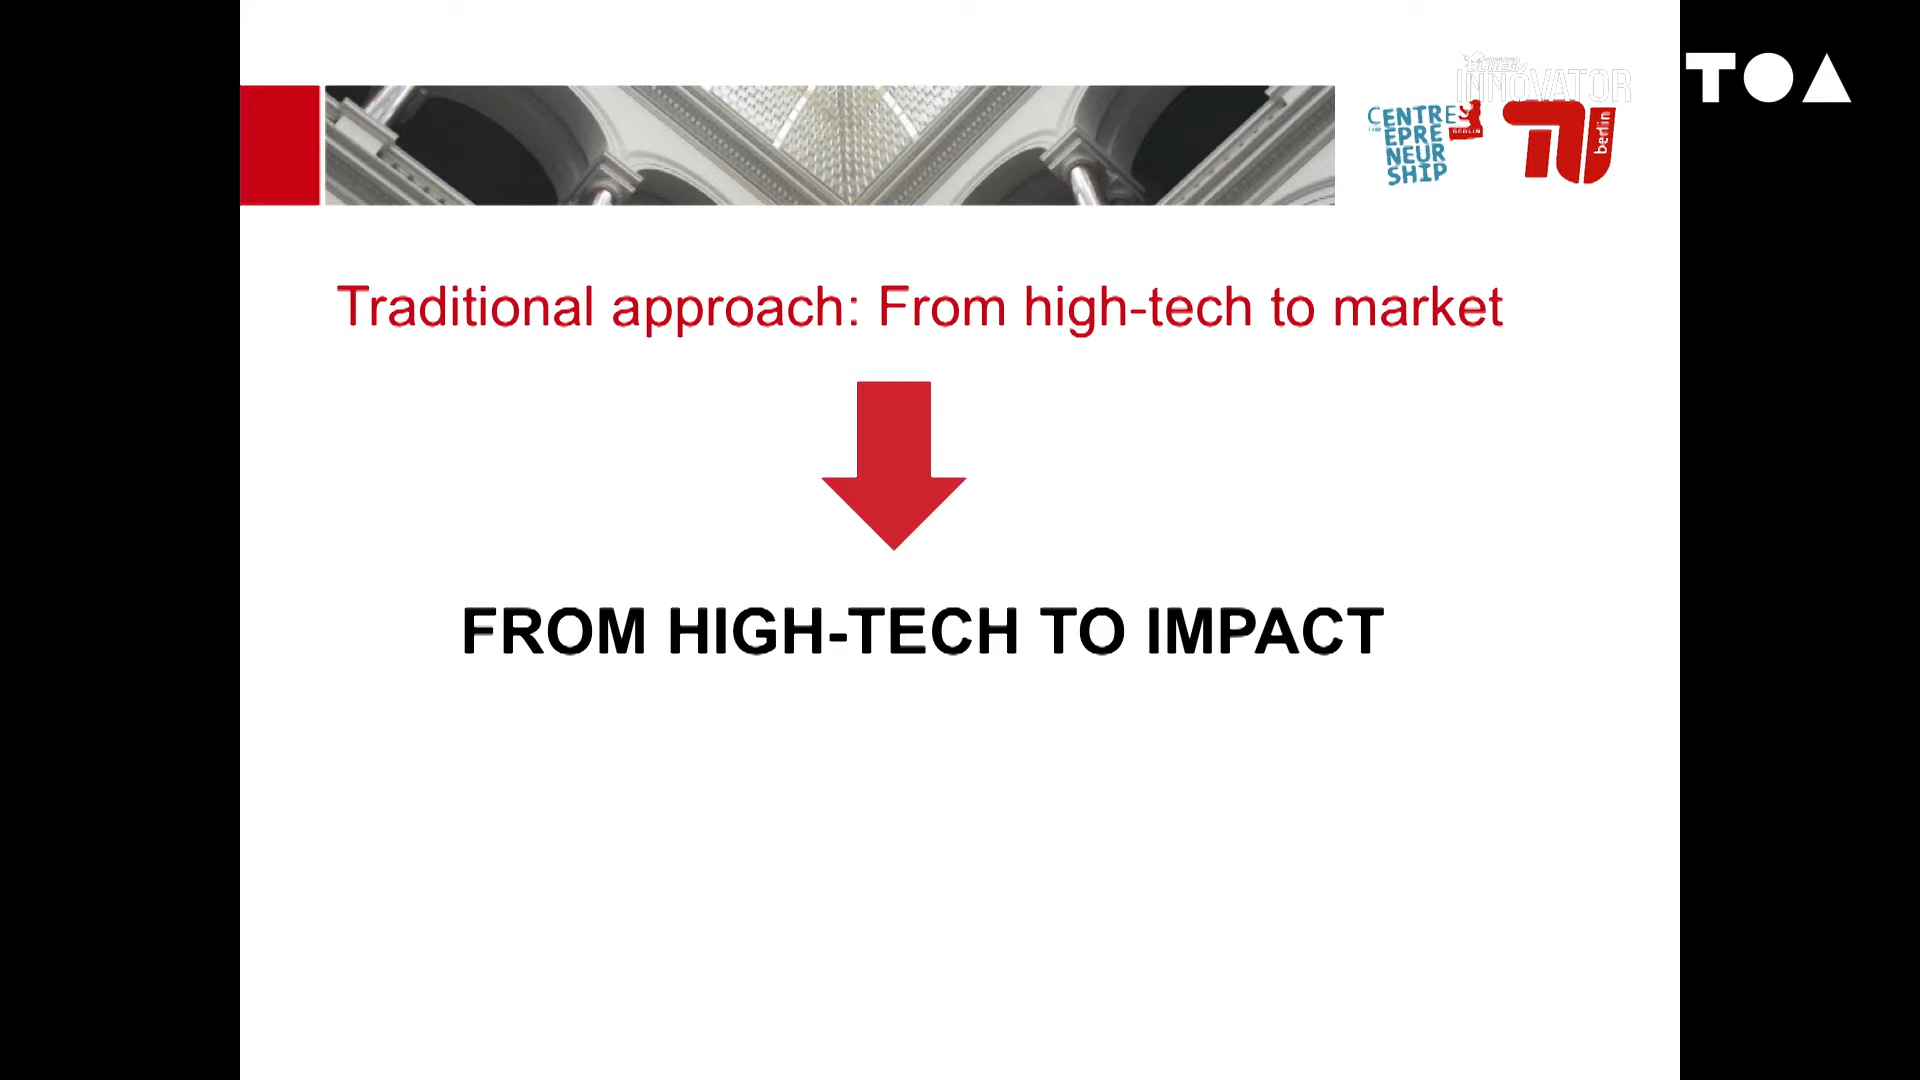 INNOVATOR
TOA
CENTRE
EPRE
NEUR
SHIP
BERLIN
berlin
Traditional approach: From high-tech to market
FROM HIGH-TECH TO IMPACT